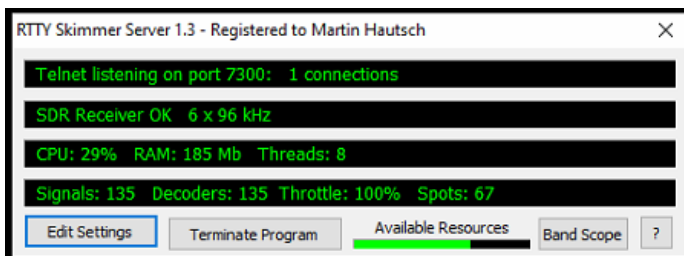 RTTY Skimmer Server 1.3 - Registered to Martin Hautsch
Telnet listening on port 7300: 1 connections
SDR Receiver OK 6 x 96 kHz
CPU: 29% RAM: 185 Mb Threads: 8
Signals: 135 Decoders: 135 Throttle: 100% Spots: 67
Edit Settings Terminate Program Available Resources Band Scope ?